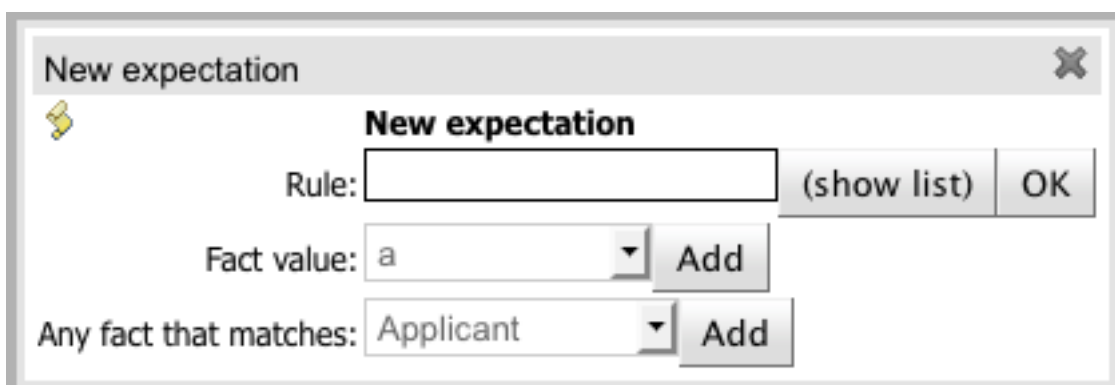 New expectation
New expectation
Rule: (show list) OK
Fact value: a Add
Any fact that matches: Applicant Add